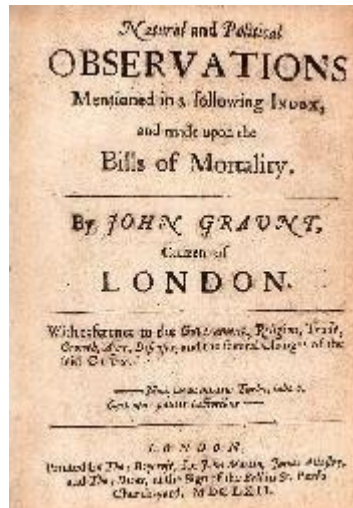 Natural and Political
OBSERVATIONS
Mentioned in a following INDEX,
and made upon the
Bills of Mortality.
By JOHN GRAUNT,
Citizen of
LONDON.
With reference to the Government, Religion, Trade,
Growth, Ayre, Diseases, and the several Changes of the
said City.
LONDON,
Printed by Tho: Roycroft, for John Martin, James Allestry,
and Tho: Dicas, at the Sign of the Bell in St. Paul's
Church-yard, MDCLXII.